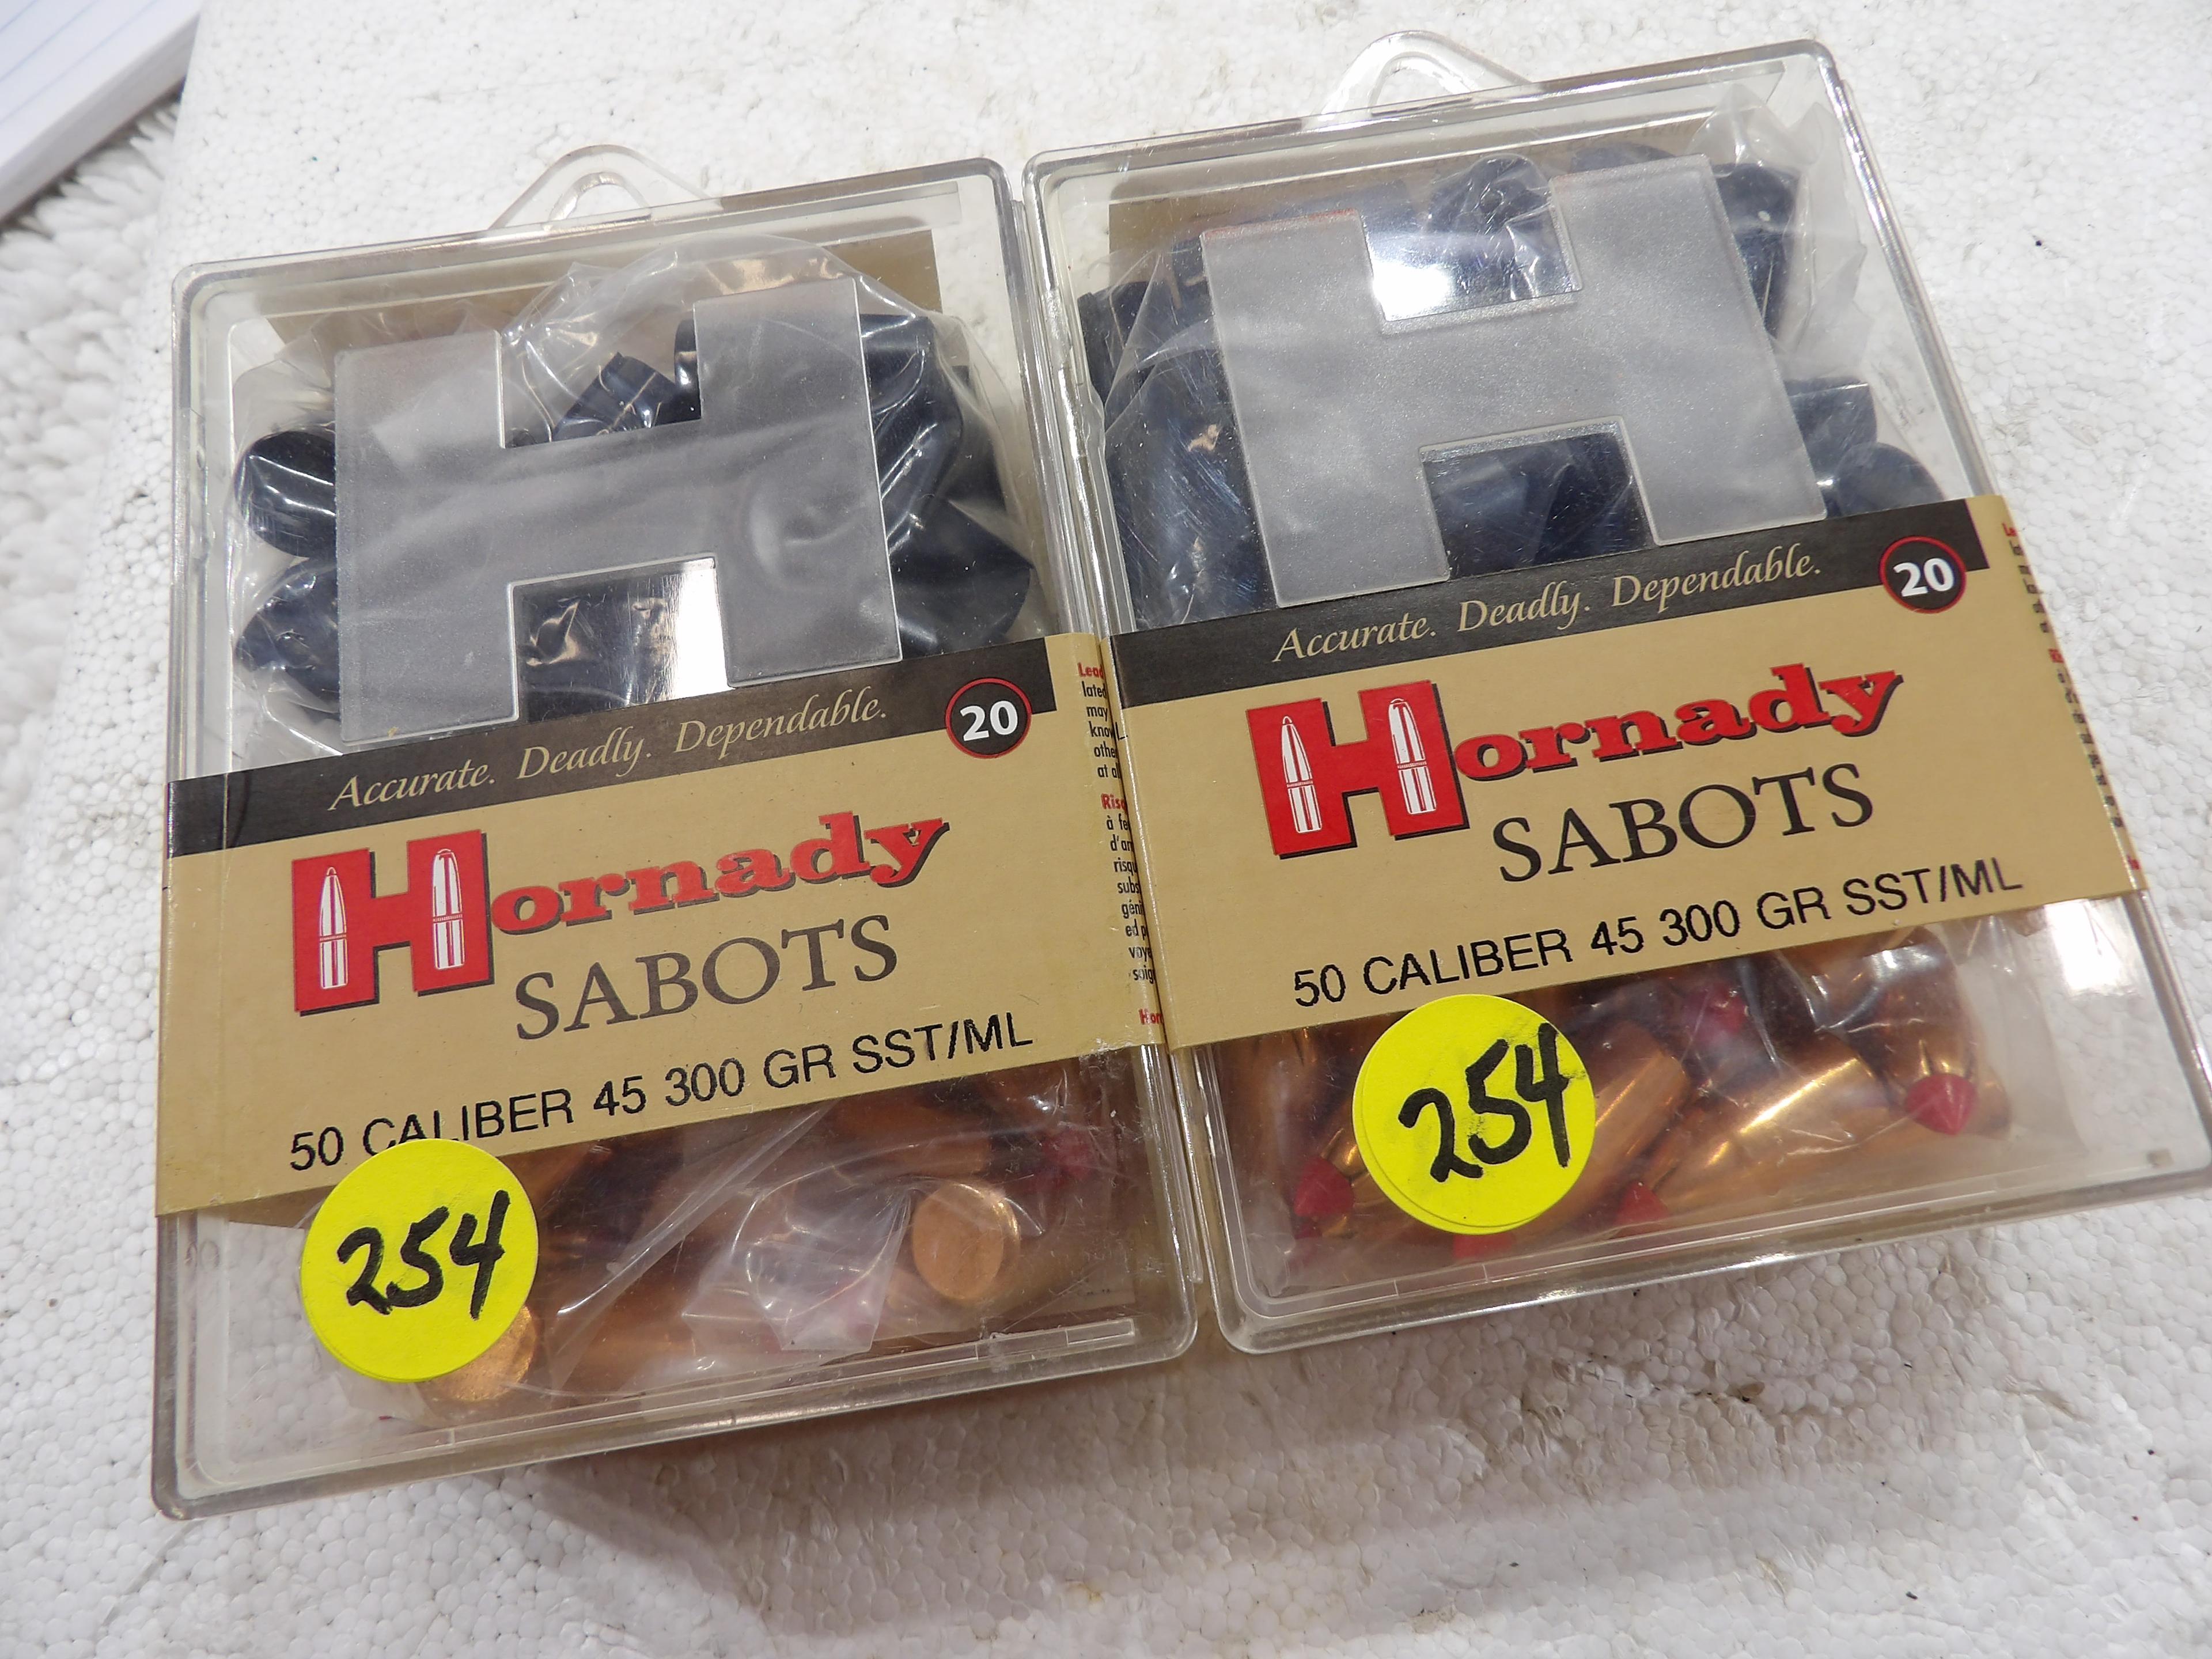 Accurate. Deadly. Dependable.
20
Hornady
SABOTS
50 CALIBER 45 300 GR SST/ML
254
Lead
Accurate. Deadly. Dependable.
20
Hornady
SABOTS
50 CALIBER 45 300 GR SST/ML
254